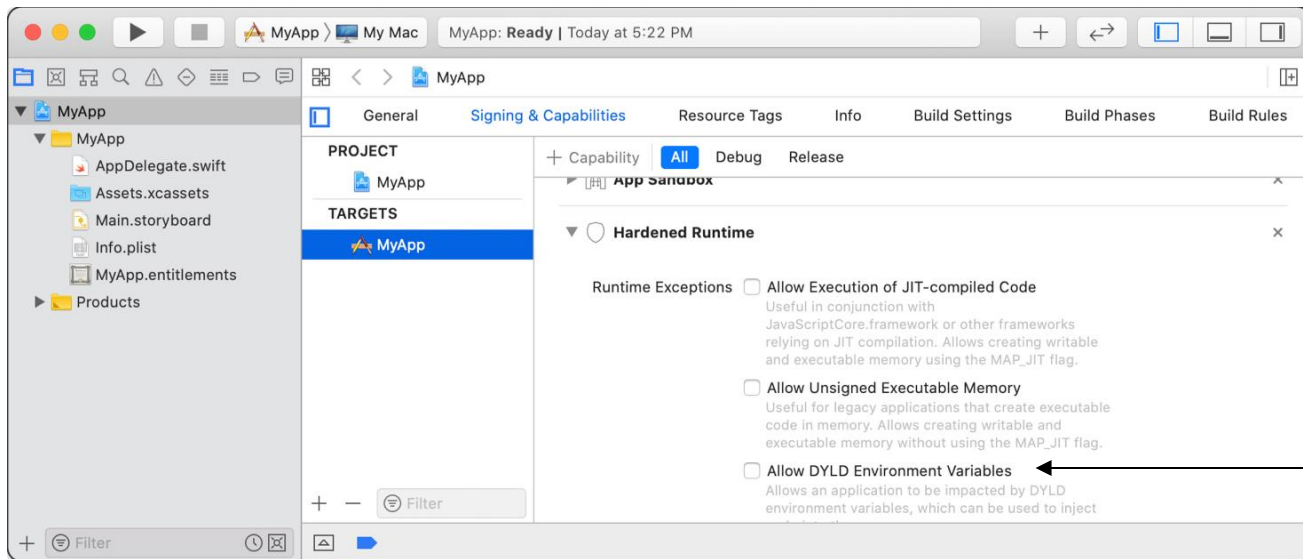 MyApp 〉 My Mac
MyApp: Ready | Today at 5:22 PM
MyApp
General Signing & Capabilities Resource Tags Info Build Settings Build Phases Build Rules
MyApp
MyApp
AppDelegate.swift
Assets.xcassets
Main.storyboard
Info.plist
MyApp.entitlements
Products
Filter
PROJECT
MyApp
TARGETS
MyApp
Filter
+ Capability All Debug Release
App Sandbox
Hardened Runtime
Runtime Exceptions Allow Execution of JIT-compiled Code
Useful in conjunction with
JavaScriptCore.framework or other frameworks
relying on JIT compilation. Allows creating writable
and executable memory using the MAP_JIT flag.
Allow Unsigned Executable Memory
Useful for legacy applications that create executable
code in memory. Allows creating writable and
executable memory without using the MAP_JIT flag.
Allow DYLD Environment Variables
Allows an application to be impacted by DYLD
environment variables, which can be used to inject